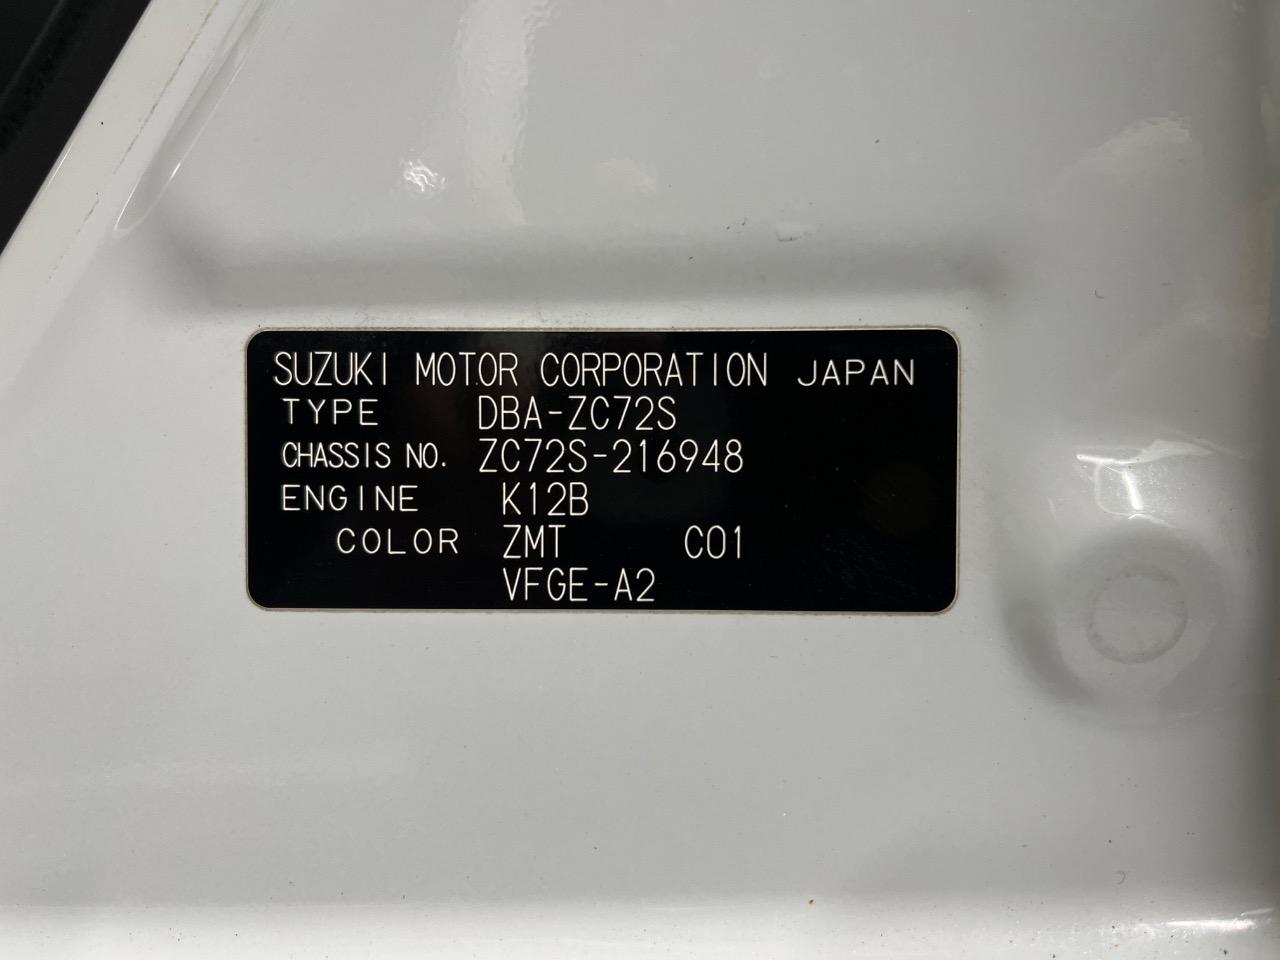 SUZUKI MOTOR CORPORATION JAPAN
TYPE DBA-ZC72S
CHASSIS NO. ZC72S-216948
ENGINE K12B
COLOR ZMT C01
VFGE-A2